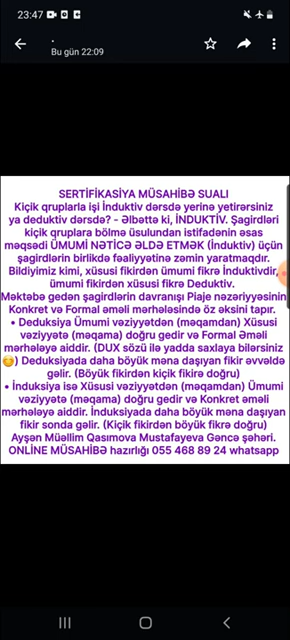 23:47
.
Bu gün 22:09
SERTİFİKASİYA MÜSAHİBƏ SUALI
Kiçik qruplarla işi İnduktiv dərsdə yerinə yetirərsiniz
ya deduktiv dərsdə? - Əlbəttə ki, İNDUKTİV. Şagirdləri
kiçik qruplara bölmə üsulundan istifadənin əsas
məqsədi ÜMUMİ NƏTİCƏ ƏLDƏ ETMƏK (İnduktiv) üçün
şagirdlərin birlikdə fəaliyyətinə zəmin yaratmaqdır.
Bildiyimiz kimi, xüsusi fikirdən ümumi fikrə İnduktivdir,
ümumi fikirdən xüsusi fikrə Deduktiv.
Məktəbə gedən şagirdlərin davranışı Piaje nəzəriyyəsinin
Konkret və Formal əməli mərhələsində öz əksini tapır.
• Deduksiya Ümumi vəziyyətdən (məqamdan) Xüsusi
vəziyyətə (məqama) doğru gedir və Formal Əməli
mərhələyə aiddir. (DUX sözü ilə yadda saxlaya bilərsiniz
😊) Deduksiyada daha böyük məna daşıyan fikir əvvəldə
gəlir. (Böyük fikirdən kiçik fikirə doğru)
• İnduksiya isə Xüsusi vəziyyətdən (məqamdan) Ümumi
vəziyyətə (məqama) doğru gedir və Konkret əməli
mərhələyə aiddir. İnduksiyada daha böyük məna daşıyan
fikir sonda gəlir. (Kiçik fikirdən böyük fikrə doğru)
Ayşən Müəllim Qasımova Mustafayeva Gəncə şəhəri.
ONLİNE MÜSAHİBƏ hazırlığı 055 468 89 24 whatsapp